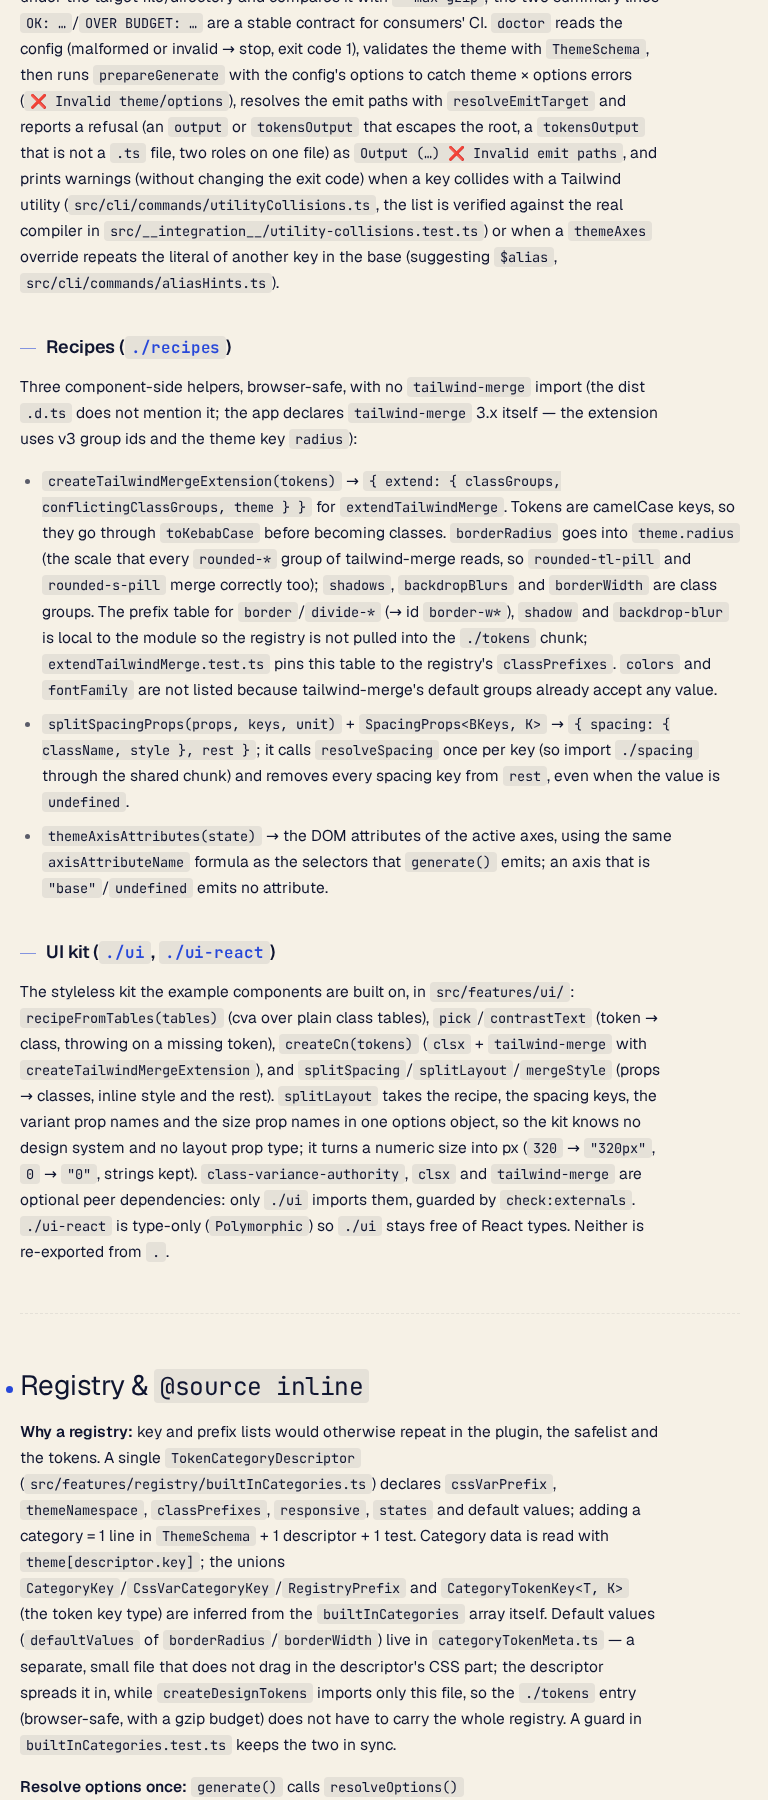 OK: … / OVER BUDGET: … are a stable contract for consumers' CI. doctor reads the
config (malformed or invalid → stop, exit code 1), validates the theme with ThemeSchema,
then runs prepareGenerate with the config's options to catch theme × options errors
(❌ Invalid theme/options), resolves the emit paths with resolveEmitTarget and
reports a refusal (an output or tokensOutput that escapes the root, a tokensOutput
that is not a .ts file, two roles on one file) as Output (…) ❌ Invalid emit paths, and
prints warnings (without changing the exit code) when a key collides with a Tailwind
utility (src/cli/commands/utilityCollisions.ts, the list is verified against the real
compiler in src/__integration__/utility-collisions.test.ts) or when a themeAxes
override repeats the literal of another key in the base (suggesting $alias,
src/cli/commands/aliasHints.ts).
— Recipes (./recipes)
Three component-side helpers, browser-safe, with no tailwind-merge import (the dist
.d.ts does not mention it; the app declares tailwind-merge 3.x itself — the extension
uses v3 group ids and the theme key radius):
• createTailwindMergeExtension(tokens) → { extend: { classGroups,
conflictingClassGroups, theme } } for extendTailwindMerge. Tokens are camelCase keys, so
they go through toKebabCase before becoming classes. borderRadius goes into theme.radius
(the scale that every rounded-* group of tailwind-merge reads, so rounded-tl-pill and
rounded-s-pill merge correctly too); shadows, backdropBlurs and borderWidth are class
groups. The prefix table for border/divide-* (→ id border-w*), shadow and backdrop-blur
is local to the module so the registry is not pulled into the ./tokens chunk;
extendTailwindMerge.test.ts pins this table to the registry's classPrefixes. colors and
fontFamily are not listed because tailwind-merge's default groups already accept any value.
• splitSpacingProps(props, keys, unit) + SpacingProps<BKeys, K> → { spacing: {
className, style }, rest }; it calls resolveSpacing once per key (so import ./spacing
through the shared chunk) and removes every spacing key from rest, even when the value is
undefined.
• themeAxisAttributes(state) → the DOM attributes of the active axes, using the same
axisAttributeName formula as the selectors that generate() emits; an axis that is
"base"/undefined emits no attribute.
— UI kit (./ui, ./ui-react)
The styleless kit the example components are built on, in src/features/ui/:
recipeFromTables(tables) (cva over plain class tables), pick/contrastText (token →
class, throwing on a missing token), createCn(tokens) (clsx + tailwind-merge with
createTailwindMergeExtension), and splitSpacing/splitLayout/mergeStyle (props
→ classes, inline style and the rest). splitLayout takes the recipe, the spacing keys, the
variant prop names and the size prop names in one options object, so the kit knows no
design system and no layout prop type; it turns a numeric size into px (320 → "320px",
0 → "0", strings kept). class-variance-authority, clsx and tailwind-merge are
optional peer dependencies: only ./ui imports them, guarded by check:externals.
./ui-react is type-only (Polymorphic) so ./ui stays free of React types. Neither is
re-exported from ..
Registry & @source inline
Why a registry: key and prefix lists would otherwise repeat in the plugin, the safelist and
the tokens. A single TokenCategoryDescriptor
(src/features/registry/builtInCategories.ts) declares cssVarPrefix,
themeNamespace, classPrefixes, responsive, states and default values; adding a
category = 1 line in ThemeSchema + 1 descriptor + 1 test. Category data is read with
theme[descriptor.key]; the unions
CategoryKey/CssVarCategoryKey/RegistryPrefix and CategoryTokenKey<T, K>
(the token key type) are inferred from the builtInCategories array itself. Default values
(defaultValues of borderRadius/borderWidth) live in categoryTokenMeta.ts — a
separate, small file that does not drag in the descriptor's CSS part; the descriptor
spreads it in, while createDesignTokens imports only this file, so the ./tokens entry
(browser-safe, with a gzip budget) does not have to carry the whole registry. A guard in
builtInCategories.test.ts keeps the two in sync.
Resolve options once: generate() calls resolveOptions()